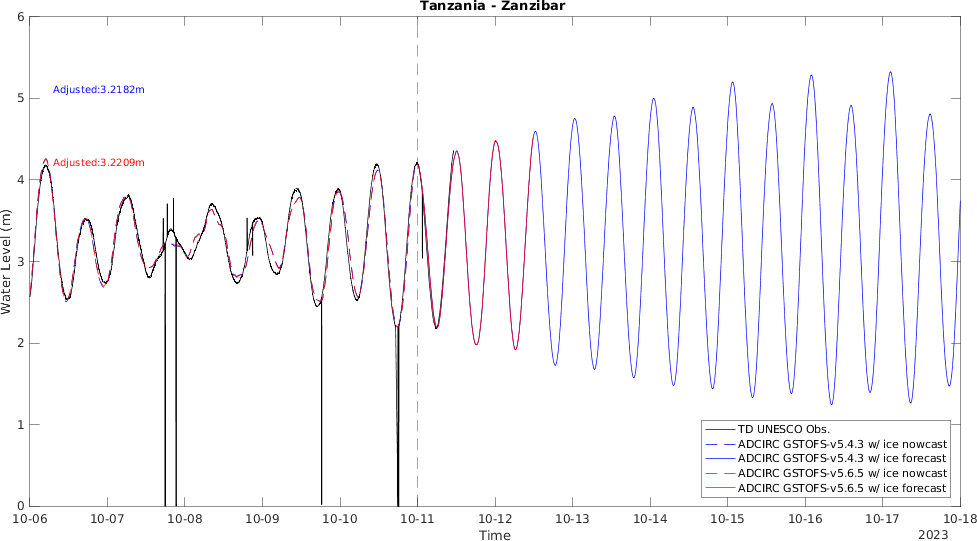 Tanzania - Zanzibar
6
5
4
3
2
1
0
Water Level (m)
Adjusted:3.2182m
Adjusted:3.2209m
TD UNESCO Obs.
ADCIRC GSTOFS-v5.4.3 w/ ice nowcast
ADCIRC GSTOFS-v5.4.3 w/ ice forecast
ADCIRC GSTOFS-v5.6.5 w/ ice nowcast
ADCIRC GSTOFS-v5.6.5 w/ ice forecast
10-06 10-07 10-08 10-09 10-10 10-11 10-12 10-13 10-14 10-15 10-16 10-17 10-18
Time
2023